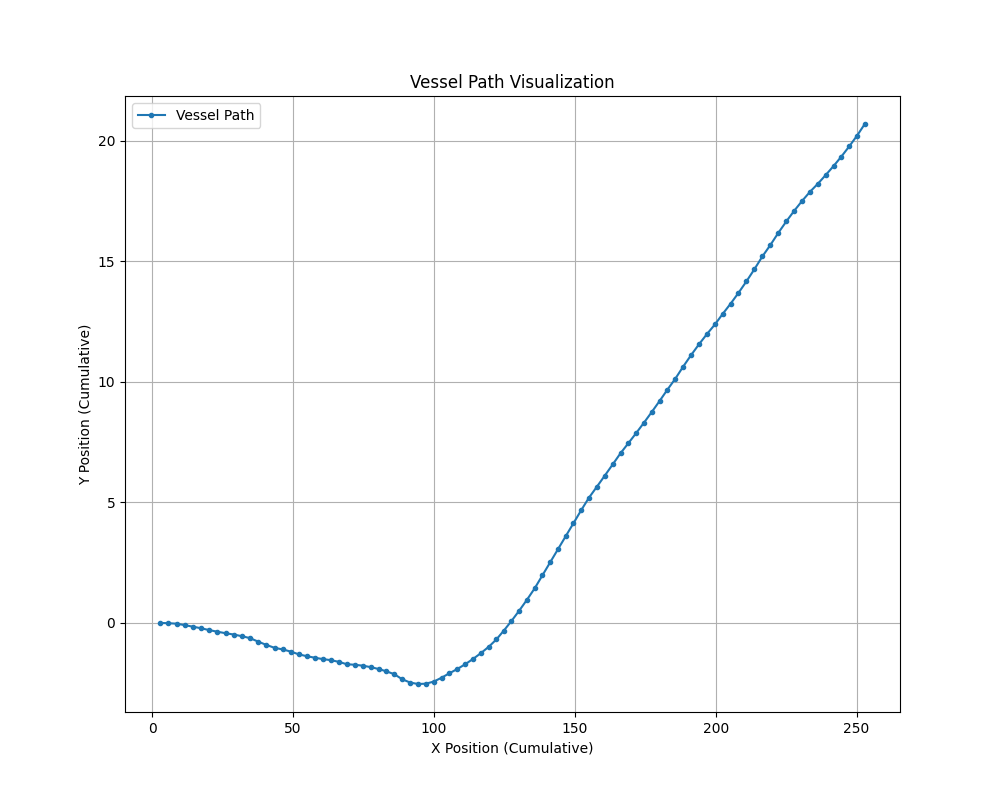 Vessel Path Visualization
Vessel Path
20
15
10
5
0
Y Position (Cumulative)
0 50 100 150 200 250
X Position (Cumulative)